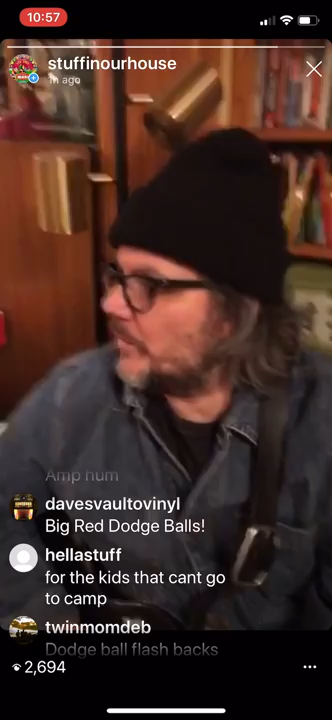 10:57
stuffinourhouse
1h ago
Amp hum
davesvaultovinyl
Big Red Dodge Balls!
hellastuff
for the kids that cant go
to camp
twinmomdeb
Dodge ball flash backs
2,694